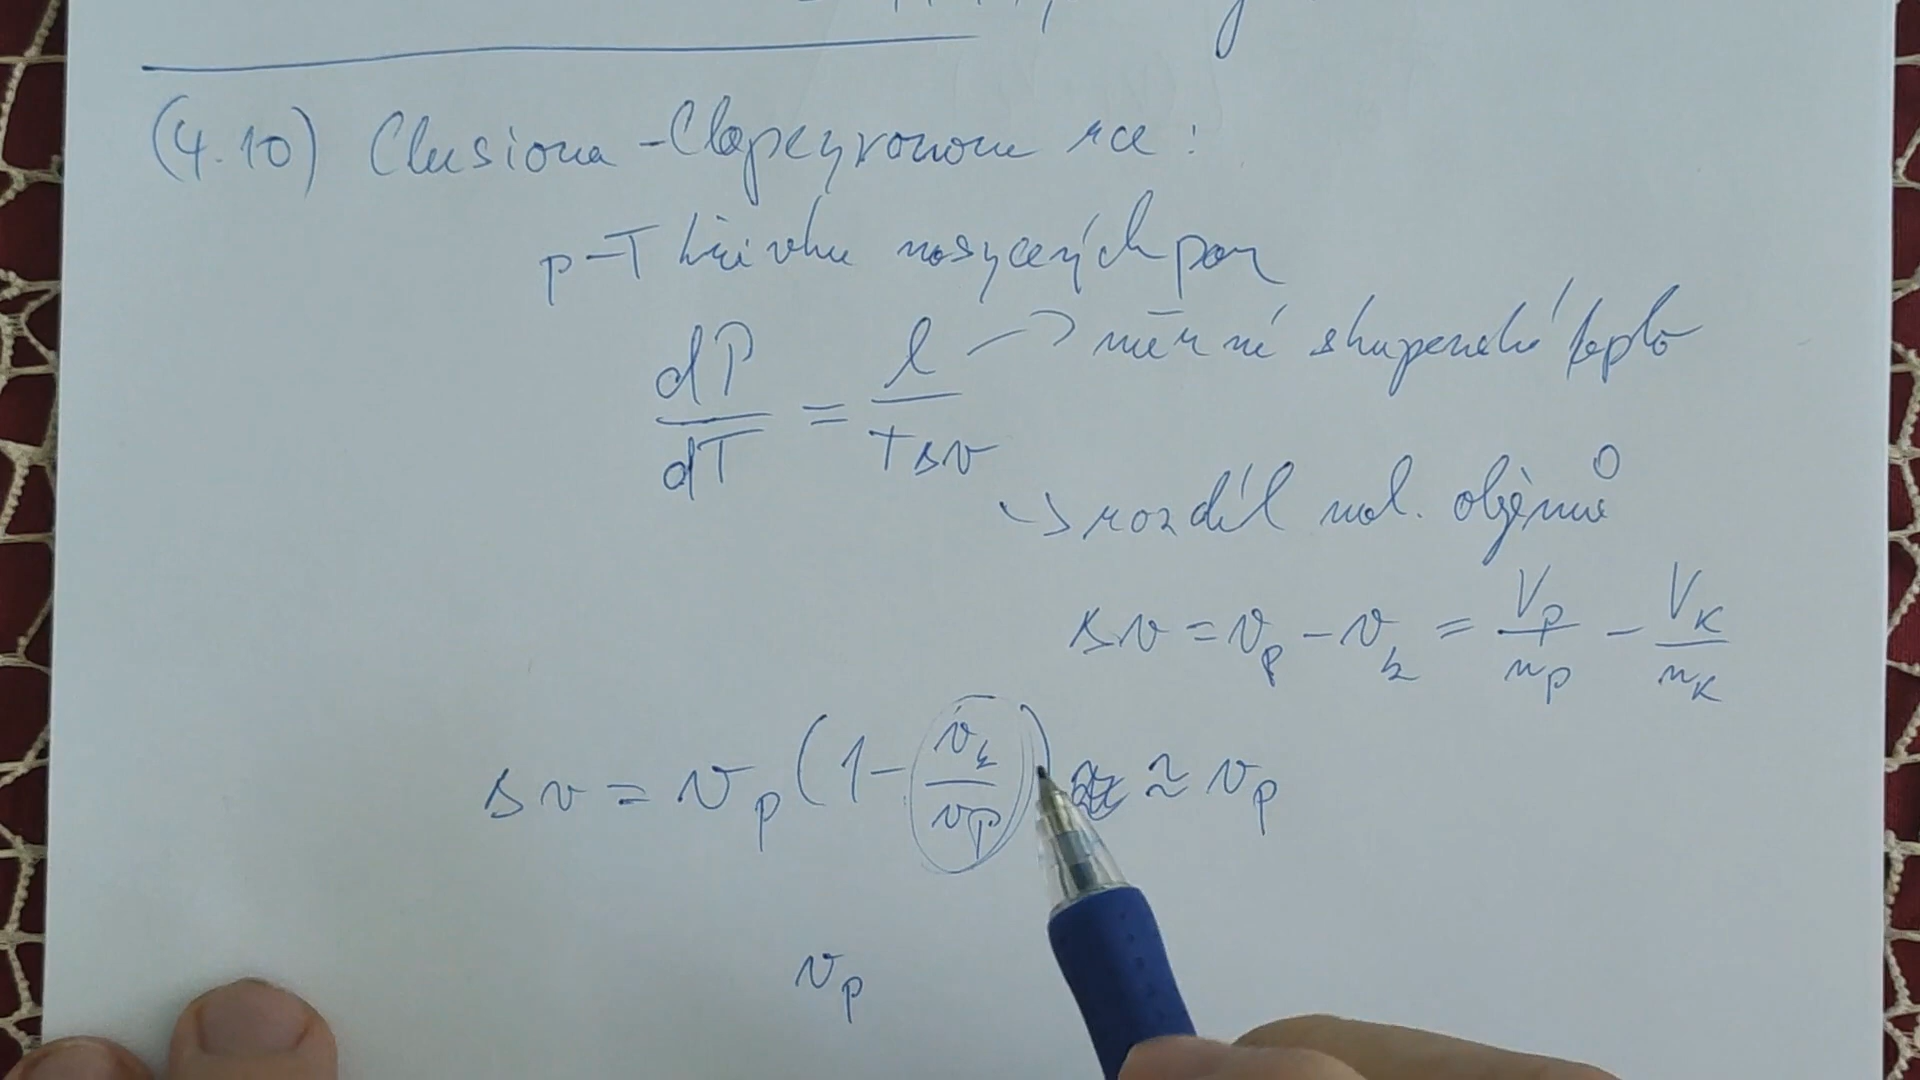 (4.10) Clusiova-Clapeyronova rce:
p-T křivka nasycených par
dP/dT = l/(TΔv) → měrné skupenské teplo
→ rozdíl mol. objemů
Δv = v_p - v_k = V_p/n_p - V_k/n_k
Δv = v_p (1 - v_k/v_p) ≈ v_p
v_p